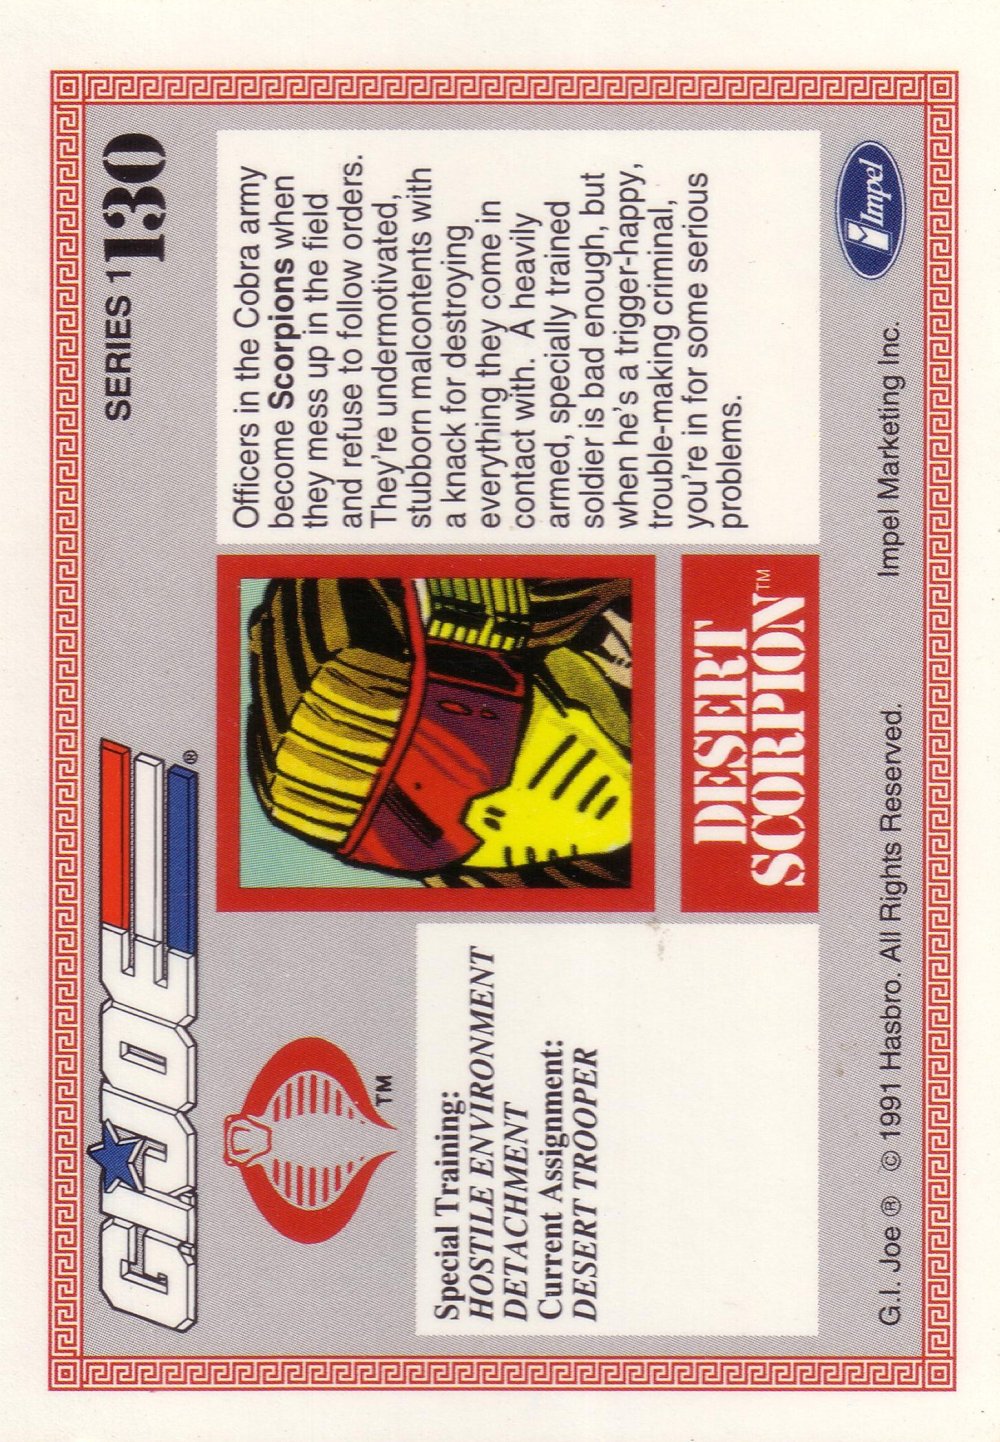 GIJOE®
SERIES 1 130
TM
Special Training:
HOSTILE ENVIRONMENT
DETACHMENT
Current Assignment:
DESERT TROOPER
DESERT
SCORPION™
Officers in the Cobra army
become Scorpions when
they mess up in the field
and refuse to follow orders.
They're undermotivated,
stubborn malcontents with
a knack for destroying
everything they come in
contact with. A heavily
armed, specially trained
soldier is bad enough, but
when he's a trigger-happy,
trouble-making criminal,
you're in for some serious
problems.
G.I. Joe ® © 1991 Hasbro. All Rights Reserved. Impel Marketing Inc.
Impel